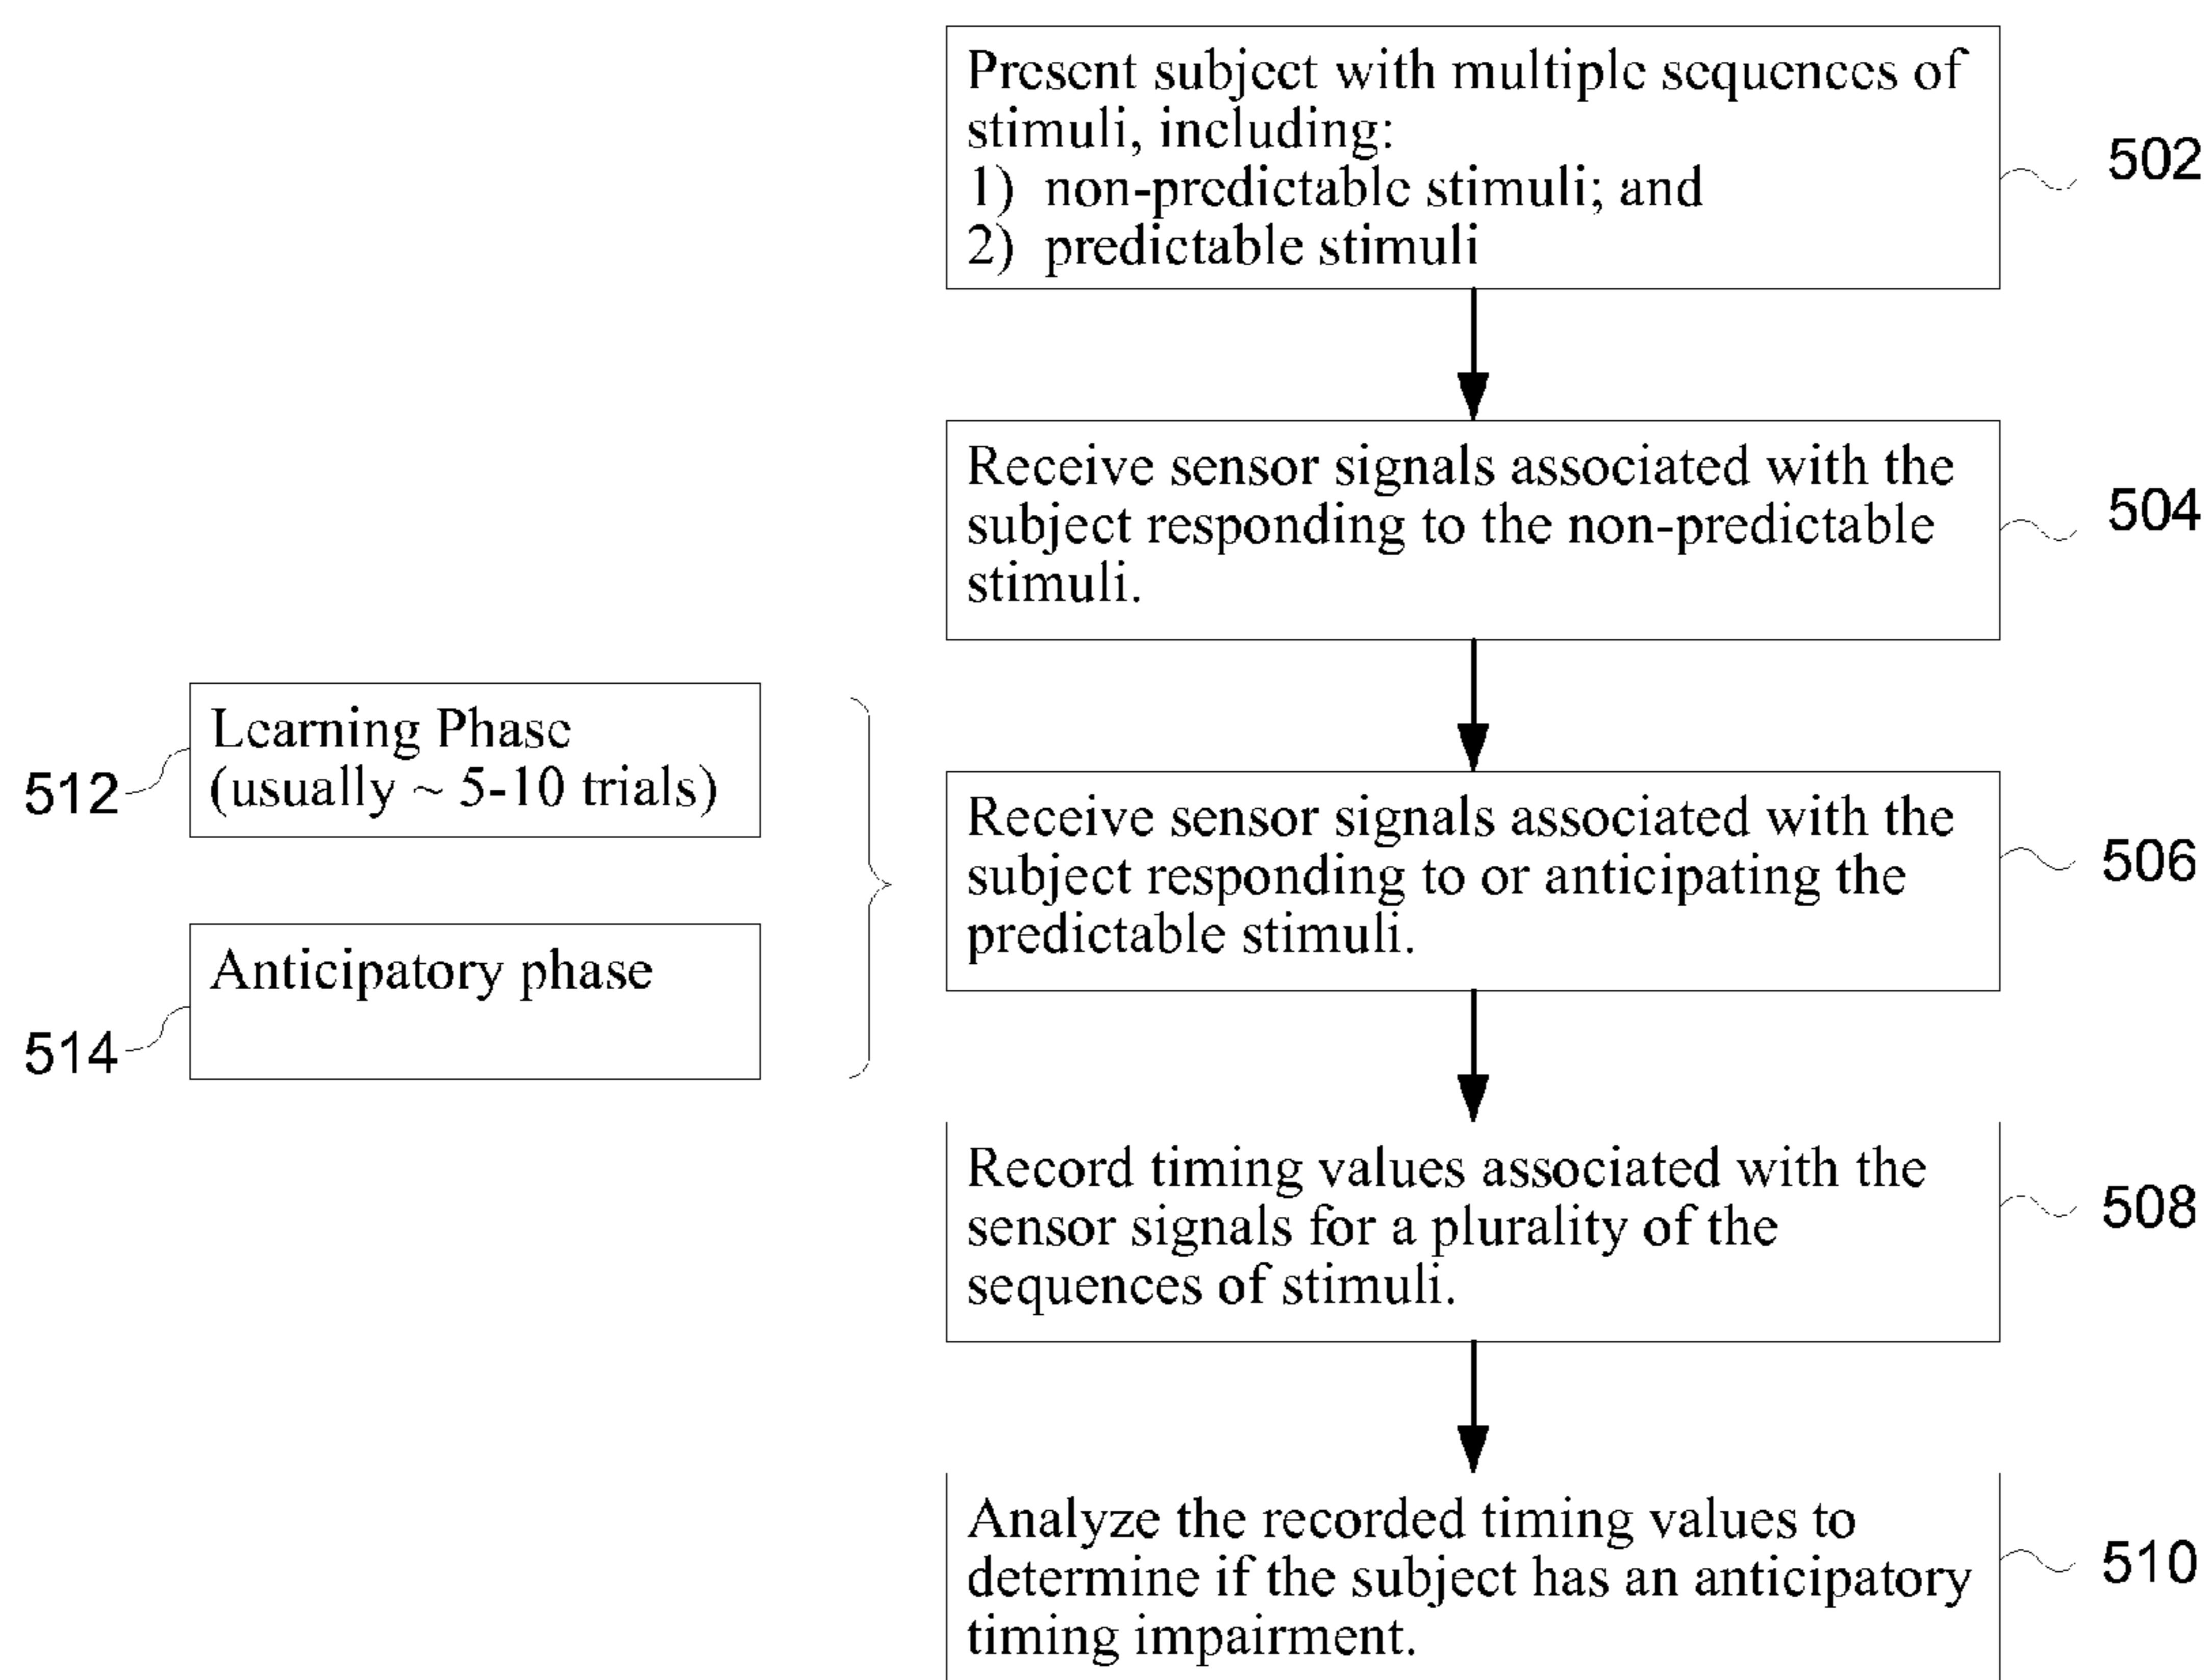 Present subject with multiple sequences of
stimuli, including:
1) non-predictable stimuli; and
2) predictable stimuli
502
Receive sensor signals associated with the
subject responding to the non-predictable
stimuli.
504
Learning Phase
(usually ~ 5-10 trials)
512
Anticipatory phase
514
Receive sensor signals associated with the
subject responding to or anticipating the
predictable stimuli.
506
Record timing values associated with the
sensor signals for a plurality of the
sequences of stimuli.
508
Analyze the recorded timing values to
determine if the subject has an anticipatory
timing impairment.
510